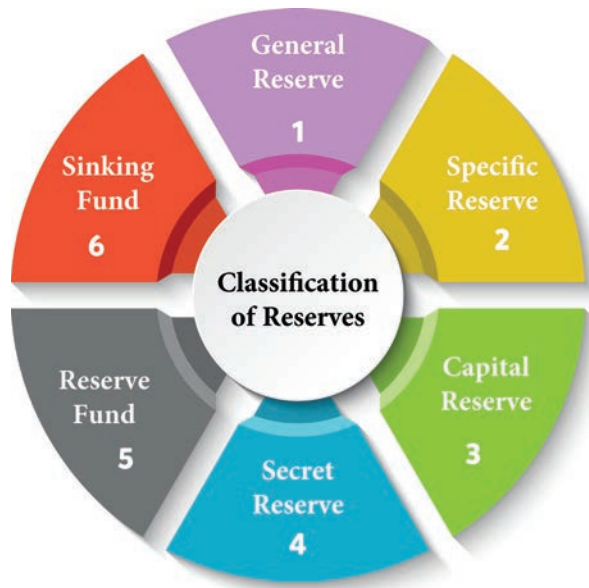 General
Reserve
1
Specific
Reserve
2
Capital
Reserve
3
Secret
Reserve
4
Reserve
Fund
5
Sinking
Fund
6
Classification
of Reserves